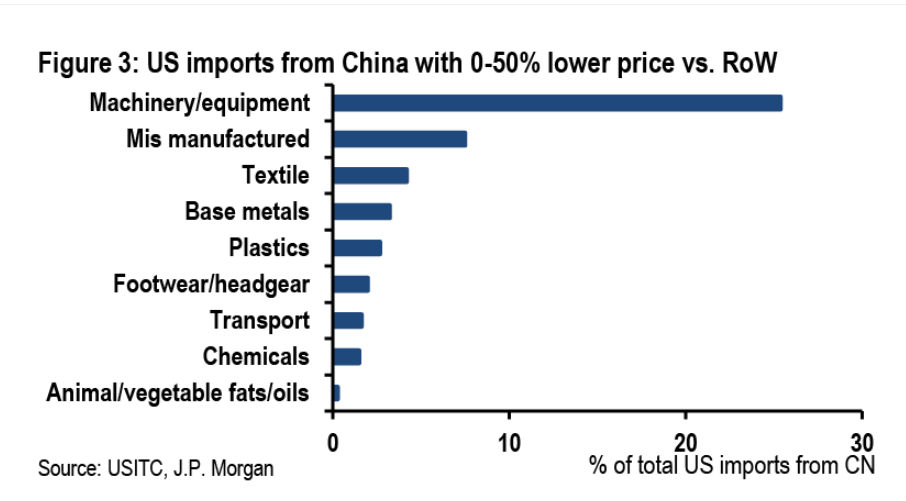 Figure 3: US imports from China with 0-50% lower price vs. RoW
Machinery/equipment
Mis manufactured
Textile
Base metals
Plastics
Footwear/headgear
Transport
Chemicals
Animal/vegetable fats/oils
0 10 20 30
% of total US imports from CN
Source: USITC, J.P. Morgan